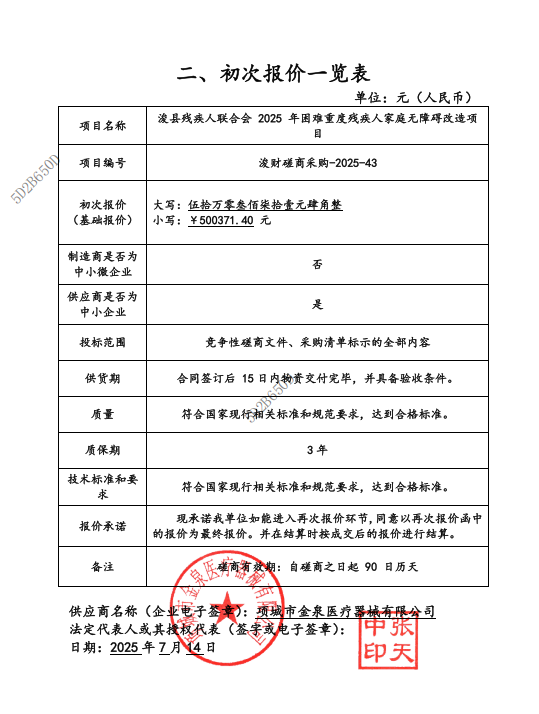 二、初次报价一览表
单位：元（人民币）
项目名称
浚县残疾人联合会 2025 年困难重度残疾人家庭无障碍改造项
目
项目编号
浚财磋商采购-2025-43
初次报价
（基础报价）
大写：伍拾万零叁佰柒拾壹元肆角整
小写：￥500371.40 元
制造商是否为
中小微企业
否
供应商是否为
中小企业
是
投标范围
竞争性磋商文件、采购清单标示的全部内容
供货期
合同签订后 15 日内物资交付完毕，并具备验收条件。
质量
符合国家现行相关标准和规范要求，达到合格标准。
质保期
3 年
技术标准和要
求
符合国家现行相关标准和规范要求，达到合格标准。
报价承诺
现承诺我单位如能进入再次报价环节,同意以再次报价函中
的报价为最终报价。并在结算时按成交后的报价进行结算。
备注
磋商有效期：自磋商之日起 90 日历天
供应商名称（企业电子签章）：项城市金泉医疗器械有限公司
法定代表人或其授权代表（签字或电子签章）：
日期：2025 年 7 月 14 日
项城市金泉医疗器械有限公司
张天
中印
5D2B650D
5D2B650D